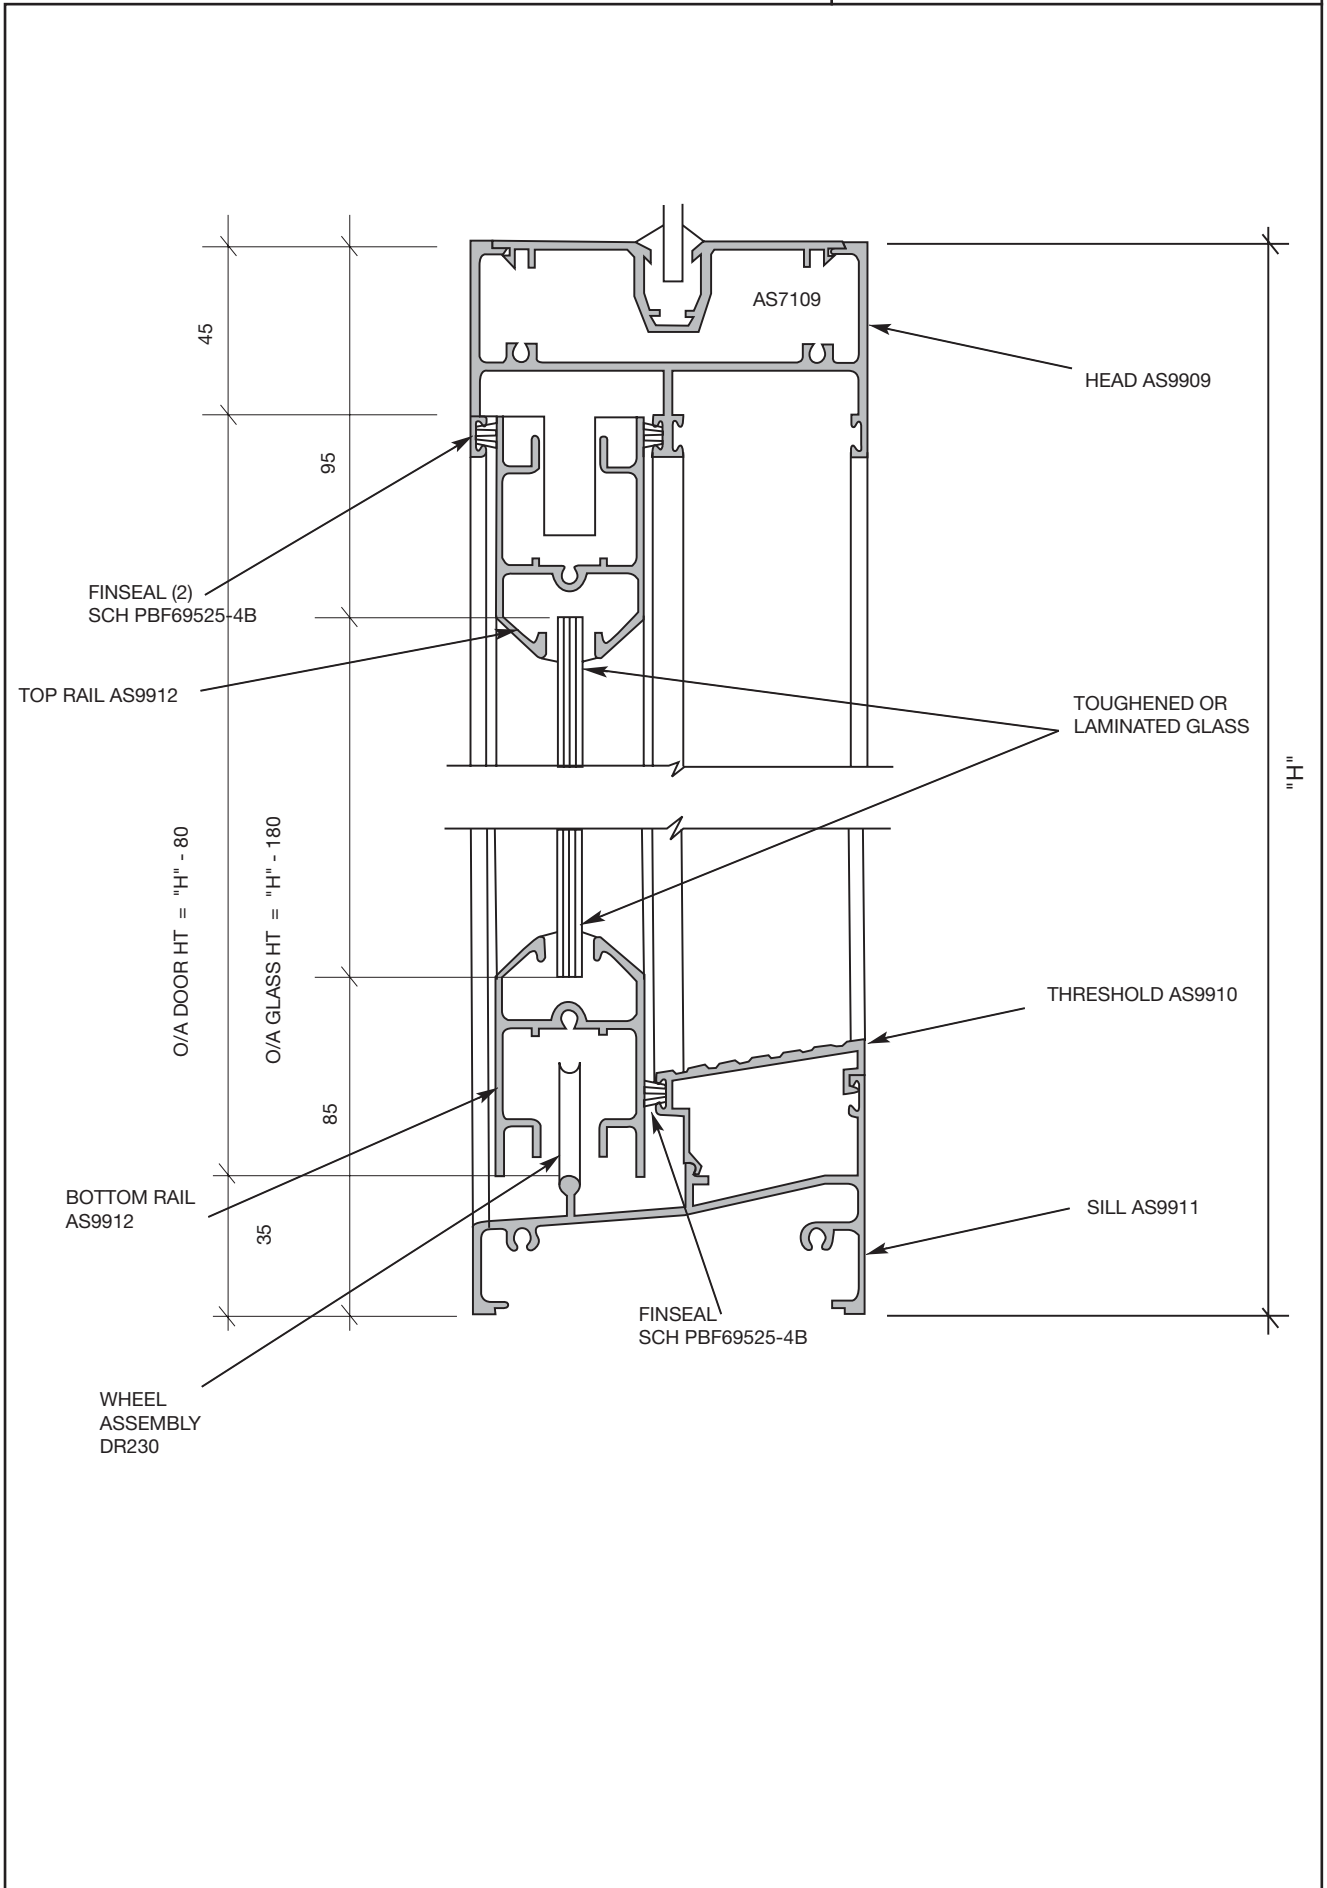 AS7109
45
HEAD AS9909
95
FINSEAL (2)
SCH PBF69525-4B
TOP RAIL AS9912
TOUGHENED OR
LAMINATED GLASS
"H"
O/A DOOR HT = "H" - 80
O/A GLASS HT = "H" - 180
THRESHOLD AS9910
85
BOTTOM RAIL
AS9912
35
SILL AS9911
FINSEAL
SCH PBF69525-4B
WHEEL
ASSEMBLY
DR230